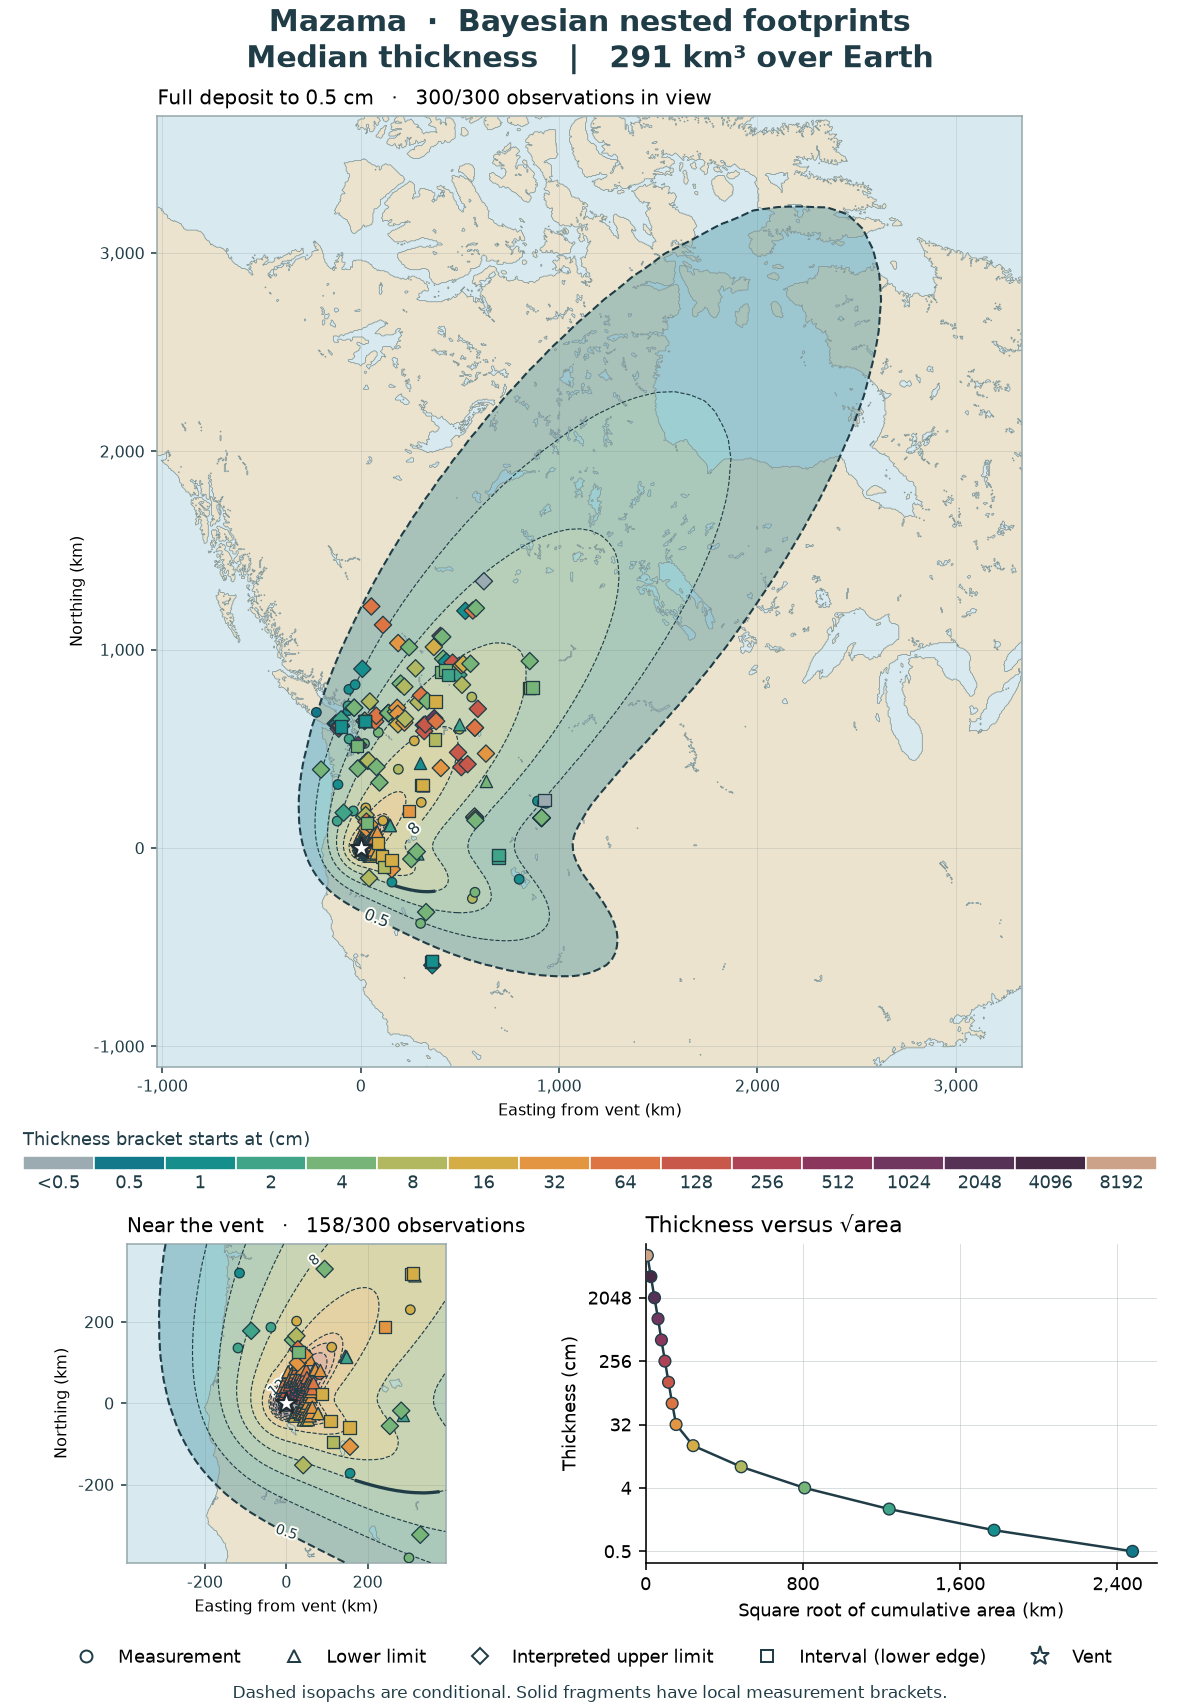 Mazama · Bayesian nested footprints
Median thickness | 291 km³ over Earth
Full deposit to 0.5 cm · 300/300 observations in view
Northing (km)
3,000
2,000
1,000
0
-1,000
8
0.5
-1,000
0
1,000
2,000
3,000
Easting from vent (km)
Thickness bracket starts at (cm)
<0.5 0.5 1 2 4 8 16 32 64 128 256 512 1024 2048 4096 8192
Near the vent · 158/300 observations
Northing (km)
200
0
-200
8
0.5
-200 0 200
Easting from vent (km)
Thickness versus √area
Thickness (cm)
2048
256
32
4
0.5
0 800 1,600 2,400
Square root of cumulative area (km)
Measurement Lower limit Interpreted upper limit Interval (lower edge) Vent
Dashed isopachs are conditional. Solid fragments have local measurement brackets.